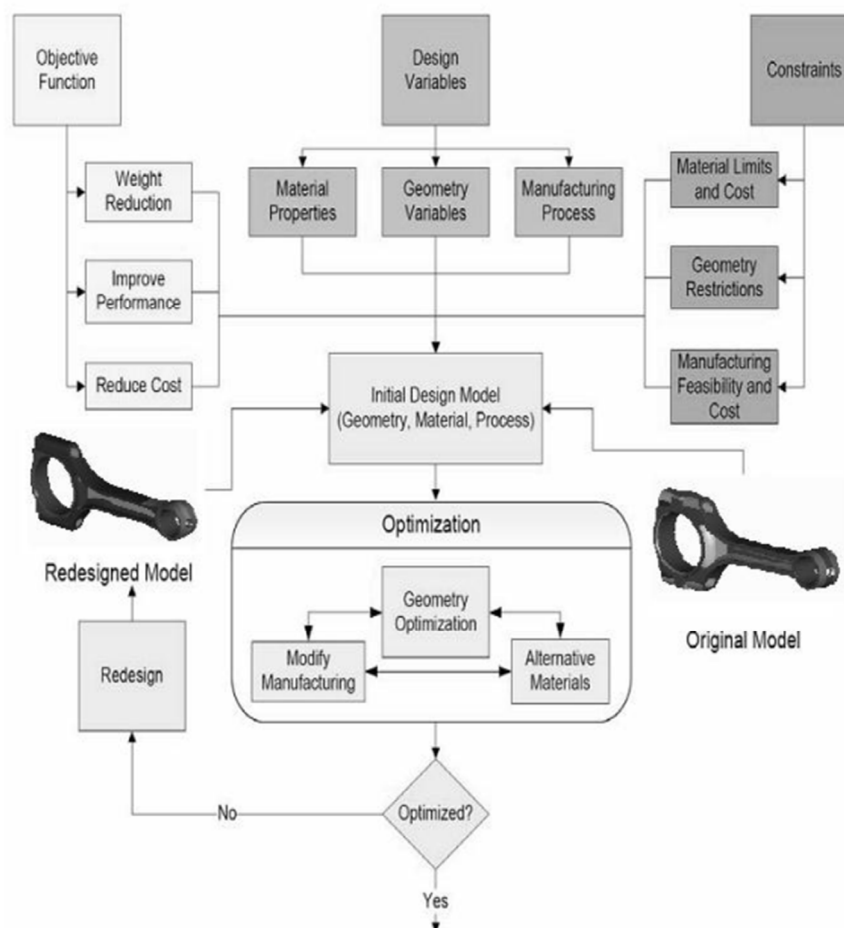 Objective
Function
Design
Variables
Constraints
Weight
Reduction
Material
Properties
Geometry
Variables
Manufacturing
Process
Material Limits
and Cost
Improve
Performance
Geometry
Restrictions
Reduce Cost
Manufacturing
Feasibility and
Cost
Initial Design Model
(Geometry, Material, Process)
Redesigned Model
Original Model
Optimization
Geometry
Optimization
Modify
Manufacturing
Alternative
Materials
Redesign
No
Optimized?
Yes